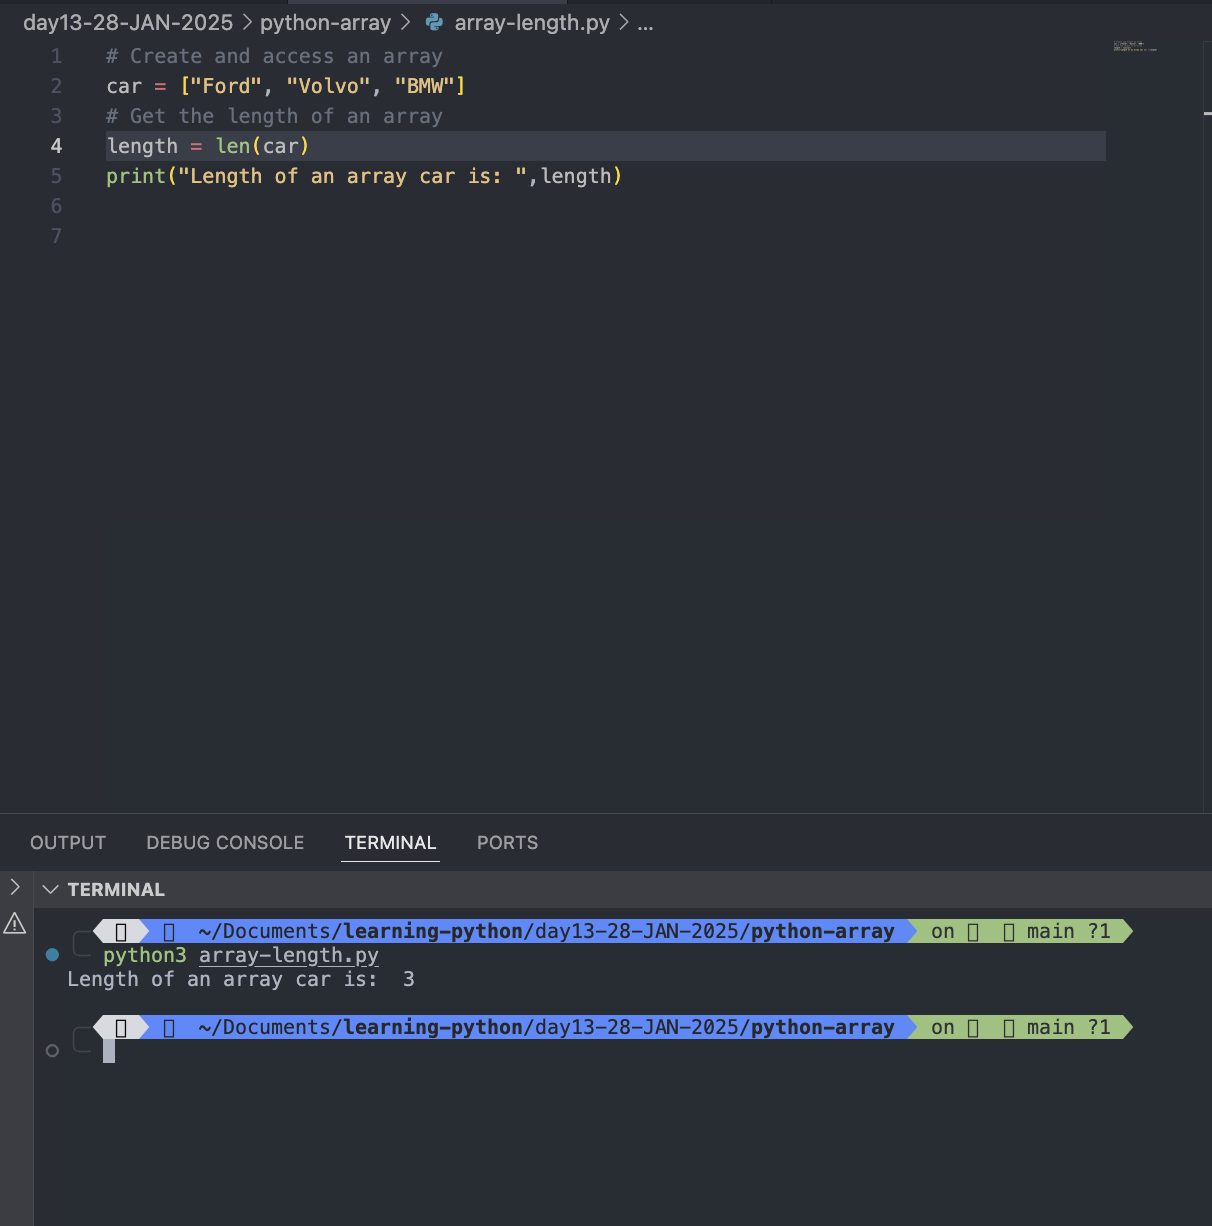 day13-28-JAN-2025 > python-array > array-length.py > ...
1 # Create and access an array
2 car = ["Ford", "Volvo", "BMW"]
3 # Get the length of an array
4 length = len(car)
5 print("Length of an array car is: ",length)
6
7
OUTPUT DEBUG CONSOLE TERMINAL PORTS
TERMINAL
~/Documents/learning-python/day13-28-JAN-2025/python-array on main ?1
python3 array-length.py
Length of an array car is:  3
~/Documents/learning-python/day13-28-JAN-2025/python-array on main ?1